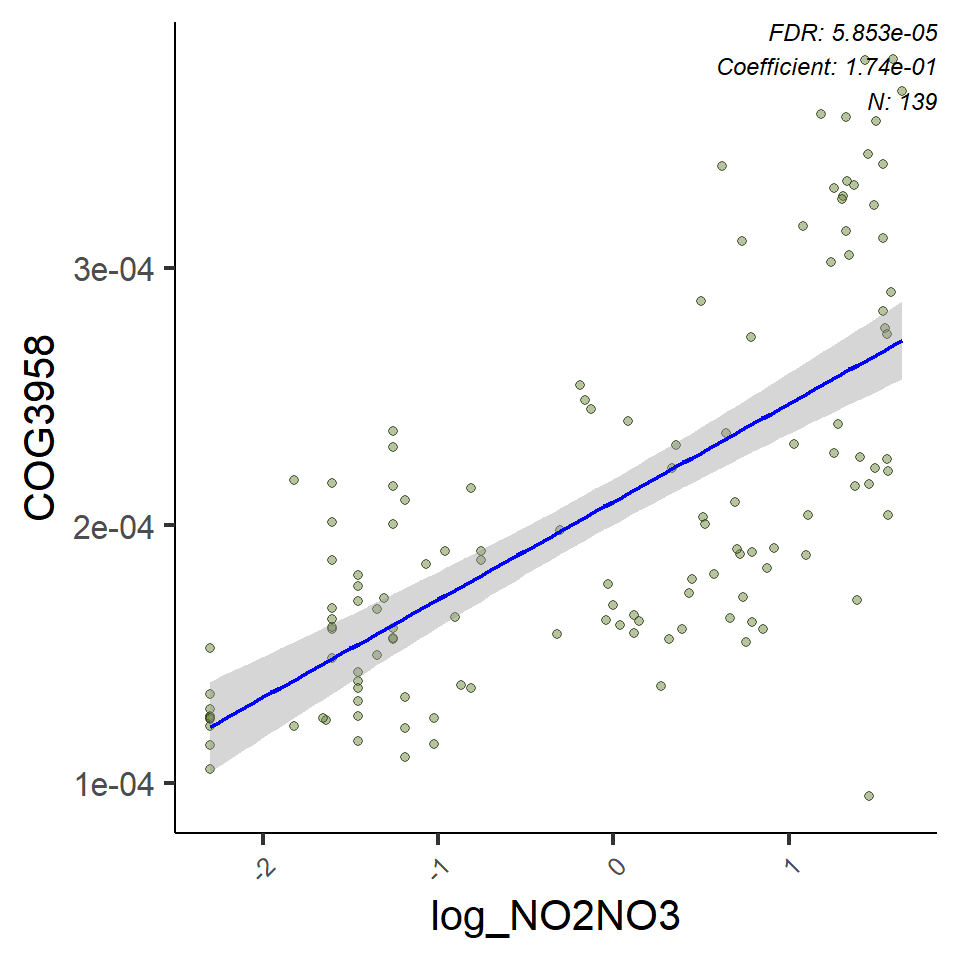 FDR: 5.853e-05
Coefficient: 1.74e-01
N: 139
COG3958
3e-04
2e-04
1e-04
-2
-1
0
1
log_NO2NO3